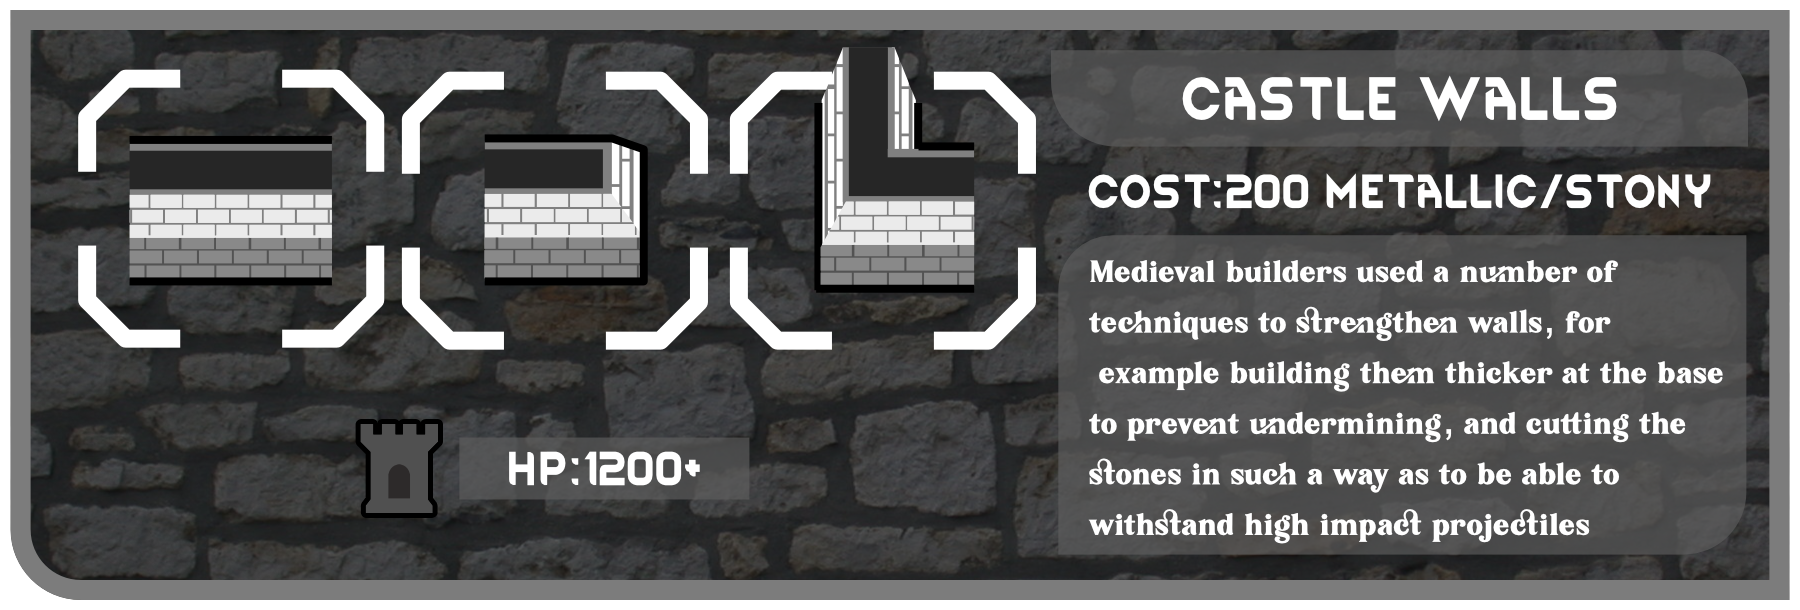 CASTLE WALLS
COST:200 METALLIC/STONY
Medieval builders used a number of
techniques to strengthen walls, for
example building them thicker at the base
to prevent undermining, and cutting the
stones in such a way as to be able to
withstand high impact projectiles
HP:1200+